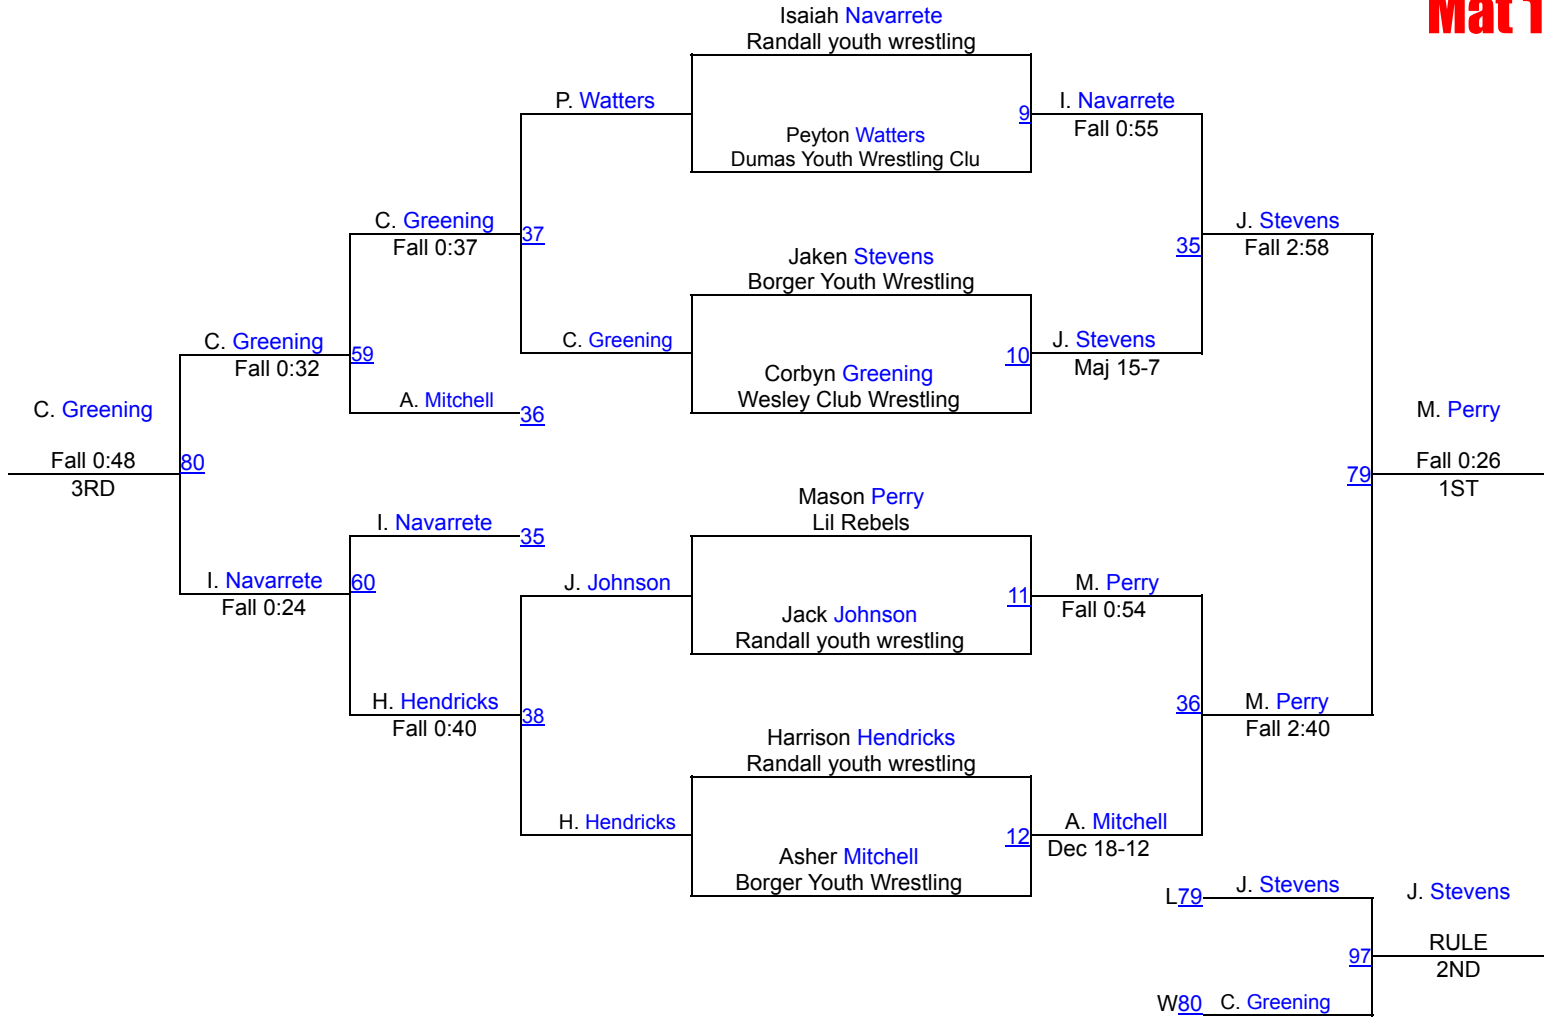 Mat 1
Isaiah Navarrete
Randall youth wrestling
P. Watters
9
I. Navarrete
Fall 0:55
Peyton Watters
Dumas Youth Wrestling Clu
C. Greening
Fall 0:37
37
35
J. Stevens
Fall 2:58
Jaken Stevens
Borger Youth Wrestling
C. Greening
Fall 0:32
59
C. Greening
10
J. Stevens
Maj 15-7
Corbyn Greening
Wesley Club Wrestling
A. Mitchell
36
C. Greening
Fall 0:48
3RD
80
M. Perry
Fall 0:26
1ST
79
Mason Perry
Lil Rebels
I. Navarrete
35
I. Navarrete
Fall 0:24
60
J. Johnson
11
M. Perry
Fall 0:54
Jack Johnson
Randall youth wrestling
H. Hendricks
Fall 0:40
38
36
M. Perry
Fall 2:40
Harrison Hendricks
Randall youth wrestling
H. Hendricks
12
A. Mitchell
Dec 18-12
Asher Mitchell
Borger Youth Wrestling
L79
J. Stevens
J. Stevens
RULE
2ND
97
W80
C. Greening